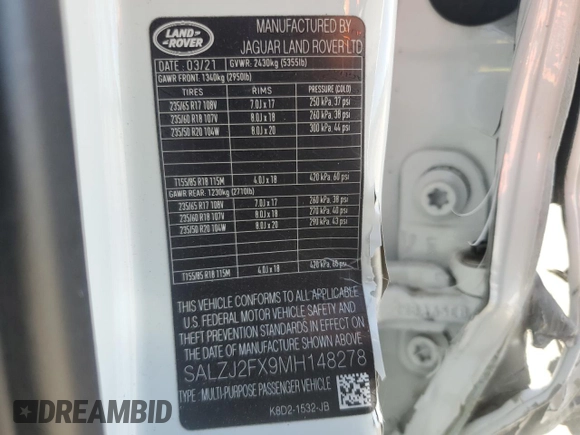 LAND ROVER
MANUFACTURED BY
JAGUAR LAND ROVER LTD
DATE : 03/21 GVWR: 2430kg (5355lb)
GAWR FRONT: 1340kg (2950lb)
TIRES RIMS PRESSURE (COLD)
235/65 R17 108V 7.0J x 17 250 kPa, 37 psi
235/60 R18 107V 8.0J x 18 260 kPa, 38 psi
235/50 R20 104W 8.0J x 20 300 kPa, 44 psi
T155/85 R18 115M 4.0J x 18 420 kPa, 60 psi
GAWR REAR: 1230kg (2710lb)
235/65 R17 108V 7.0J x 17 260 kPa, 38 psi
235/60 R18 107V 8.0J x 18 270 kPa, 40 psi
235/50 R20 104W 8.0J x 20 290 kPa, 43 psi
T155/85 R18 115M 4.0J x 18 420 kPa, psi
THIS VEHICLE CONFORMS TO ALL APPLICABLE
U.S. FEDERAL MOTOR VEHICLE SAFETY AND
THEFT PREVENTION STANDARDS IN EFFECT ON
THE DATE OF MANUFACTURE SHOWN ABOVE
SALZJ2FX9MH148278
TYPE : MULTI-PURPOSE PASSENGER VEHICLE
K8D2-1532-JB
DREAMBID
DREAMBID.COM